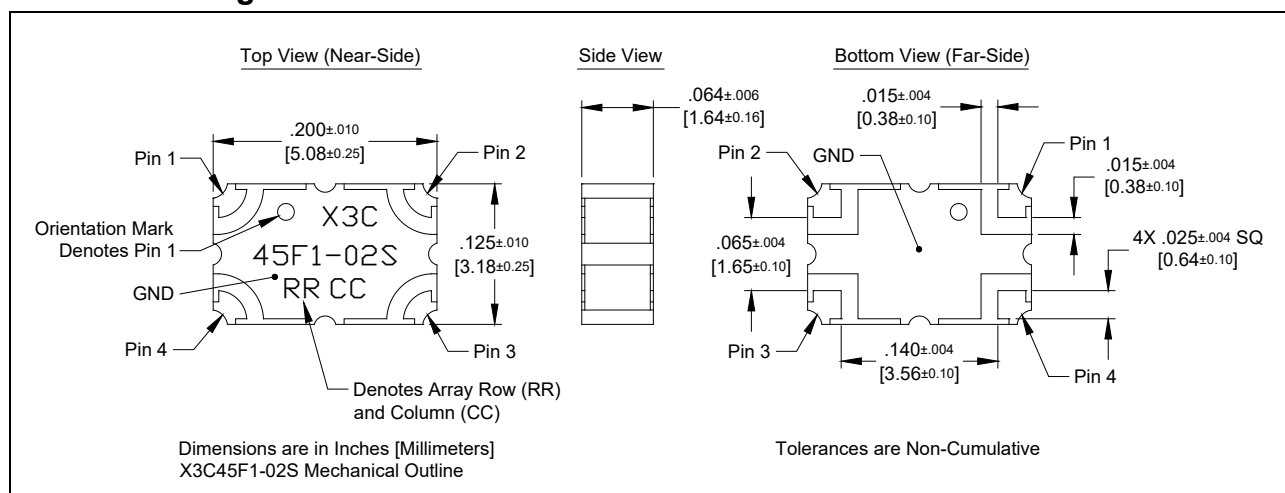 Top View (Near-Side)
Side View
Bottom View (Far-Side)
.200±.010
[5.08±0.25]
Pin 1
Pin 2
Orientation Mark
Denotes Pin 1
X3C
45F1-02S
RR CC
GND
.125±.010
[3.18±0.25]
Pin 4
Pin 3
Denotes Array Row (RR)
and Column (CC)
.064±.006
[1.64±0.16]
.015±.004
[0.38±0.10]
Pin 2
GND
Pin 1
.015±.004
[0.38±0.10]
.065±.004
[1.65±0.10]
4X .025±.004 SQ
[0.64±0.10]
Pin 3
.140±.004
[3.56±0.10]
Pin 4
Dimensions are in Inches [Millimeters]
X3C45F1-02S Mechanical Outline
Tolerances are Non-Cumulative